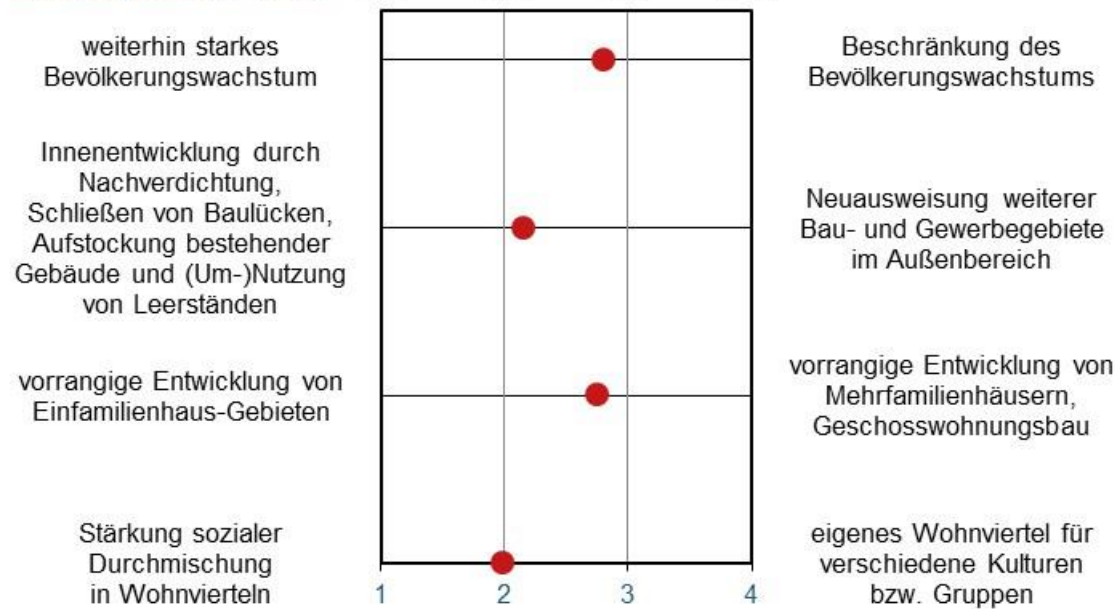 weiterhin starkes
Bevölkerungswachstum
Beschränkung des
Bevölkerungswachstums
Innenentwicklung durch
Nachverdichtung,
Schließen von Baulücken,
Aufstockung bestehender
Gebäude und (Um-)Nutzung
von Leerständen
Neuausweisung weiterer
Bau- und Gewerbegebiete
im Außenbereich
vorrangige Entwicklung von
Einfamilienhaus-Gebieten
vorrangige Entwicklung von
Mehrfamilienhäusern,
Geschosswohnungsbau
Stärkung sozialer
Durchmischung
in Wohnvierteln
eigenes Wohnviertel für
verschiedene Kulturen
bzw. Gruppen
1 2 3 4